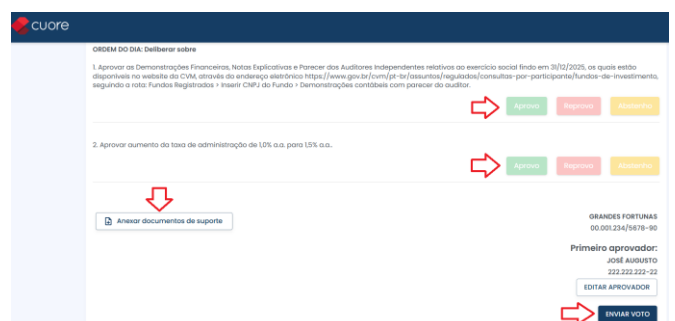 cuore
ORDEM DO DIA: Deliberar sobre
1. Aprovar as Demonstrações Financeiras, Notas Explicativas e Parecer dos Auditores Independentes relativos ao exercício social findo em 31/12/2025, os quais estão
disponíveis no website da CVM, através do endereço eletrônico https://www.gov.br/cvm/pt-br/assuntos/regulados/consultas-por-participante/fundos-de-investimento,
seguindo a rota: Fundos Registrados > Inserir CNPJ do Fundo > Demonstrações contábeis com parecer do auditor.
Aprovo Reprovo Abstenho
2. Aprovar aumento da taxa de administração de 1,0% a.a. para 1,5% a.a..
Aprovo Reprovo Abstenho
Anexar documentos de suporte
GRANDES FORTUNAS
00.001.234/5678-90
Primeiro aprovador:
JOSÉ AUGUSTO
222.222.222-22
EDITAR APROVADOR
ENVIAR VOTO